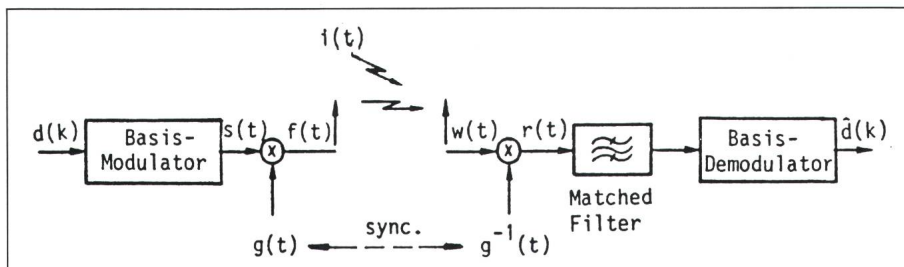 i(t)
d(k)
Basis-
Modulator
s(t)
x
f(t)
w(t)
x
r(t)
Matched
Filter
Basis-
Demodulator
d̂(k)
g(t)
sync.
g⁻¹(t)